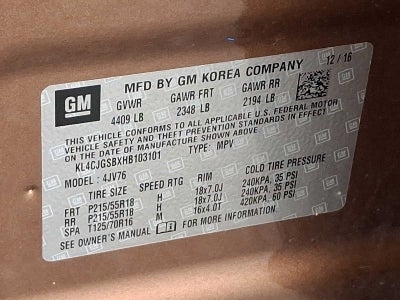 MFD BY GM KOREA COMPANY 12/16
GM GVWR GAWR FRT GAWR RR
4409 LB 2348 LB 2194 LB
THIS VEHICLE CONFORMS TO ALL APPLICABLE U.S. FEDERAL MOTOR
VEHICLE SAFETY AND THEFT PREVENTION STANDARDS IN EFFECT
ON THE DATE OF MANUFACTURE SHOWN ABOVE.
KL4CJGSBXHB103101 TYPE: MPV
MODEL: 4JV76
TIRE SIZE SPEED RTG RIM COLD TIRE PRESSURE
FRT P215/55R18 H 18x7.0J 240KPA, 35 PSI
RR P215/55R18 H 18x7.0J 240KPA, 35 PSI
SPA T125/70R16 M 16x4.0T 420KPA, 60 PSI
SEE OWNER'S MANUAL FOR MORE INFORMATION.